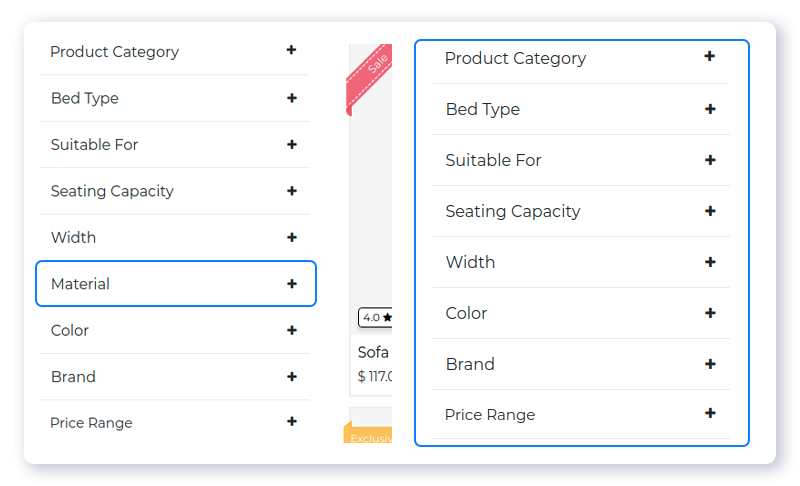 Product Category
Bed Type
Suitable For
Seating Capacity
Width
Material
Color
Brand
Price Range
Sale
4.0
Sofa
$ 117.0
Exclusiv
Product Category
Bed Type
Suitable For
Seating Capacity
Width
Color
Brand
Price Range